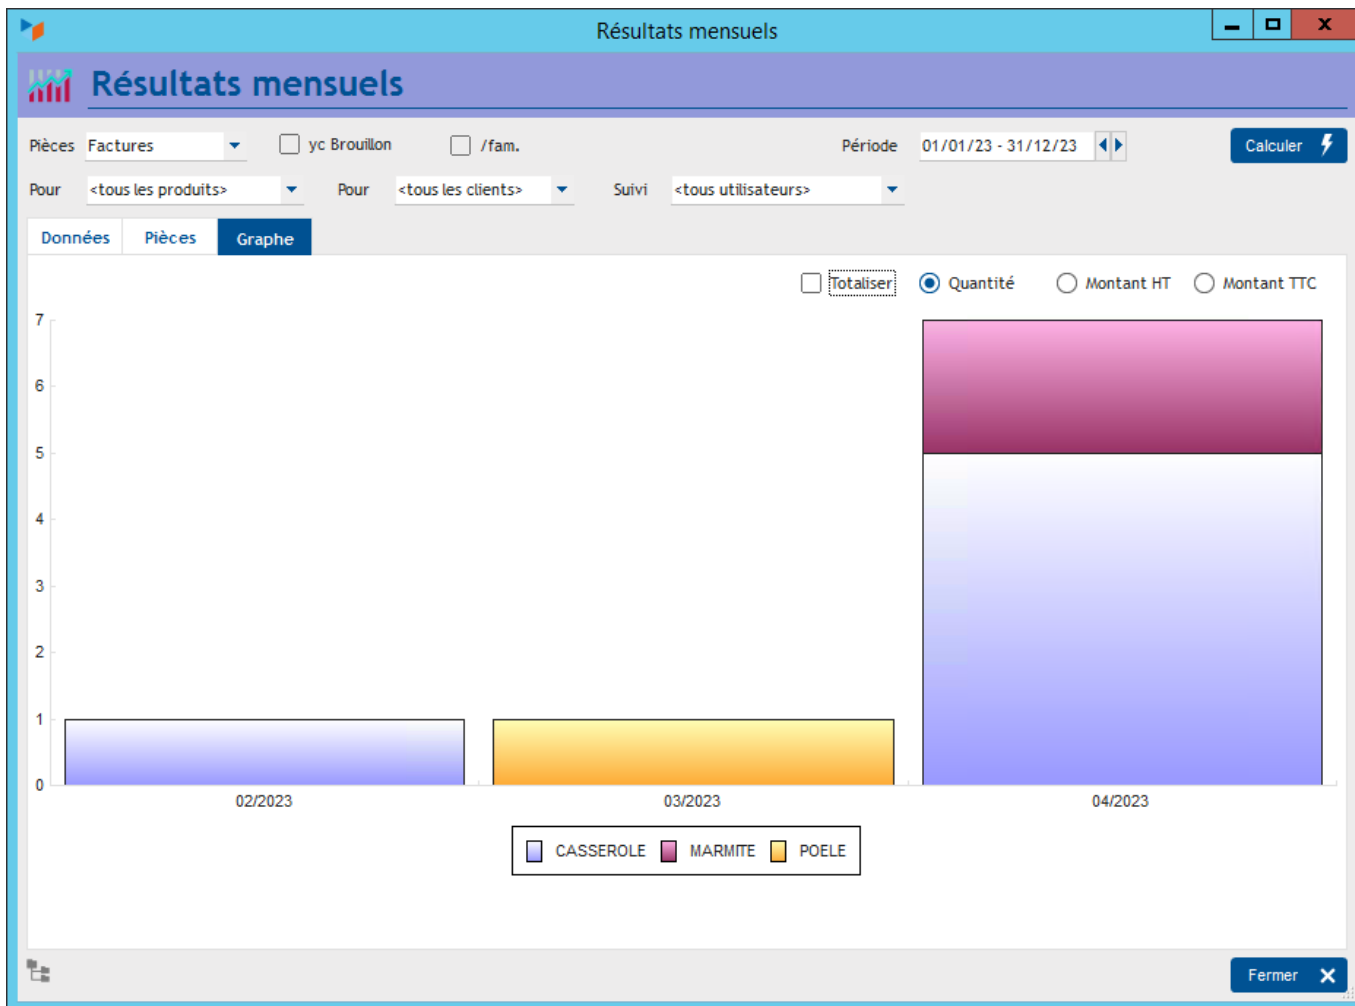 Résultats mensuels
Résultats mensuels
Pièces Factures yc Brouillon /fam. Période 01/01/23 - 31/12/23 Calculer
Pour <tous les produits> Pour <tous les clients> Suivi <tous utilisateurs>
Données Pièces Graphe
Totaliser Quantité Montant HT Montant TTC
7
6
5
4
3
2
1
0
02/2023 03/2023 04/2023
CASSEROLE MARMITE POELE
Fermer